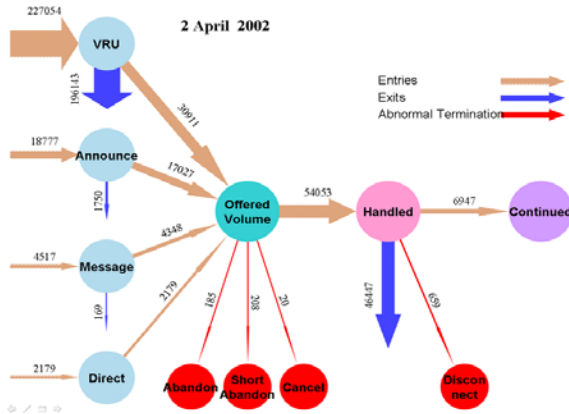 227054
VRU
2 April 2002
196143
30911
Entries
Exits
Abnormal Termination
18777
Announce
17027
1750
Offered
Volume
54053
Handled
6947
Continued
4517
Message
4348
169
2179
185
208
20
46447
659
2179
Direct
Abandon
Short
Abandon
Cancel
Discon
nect